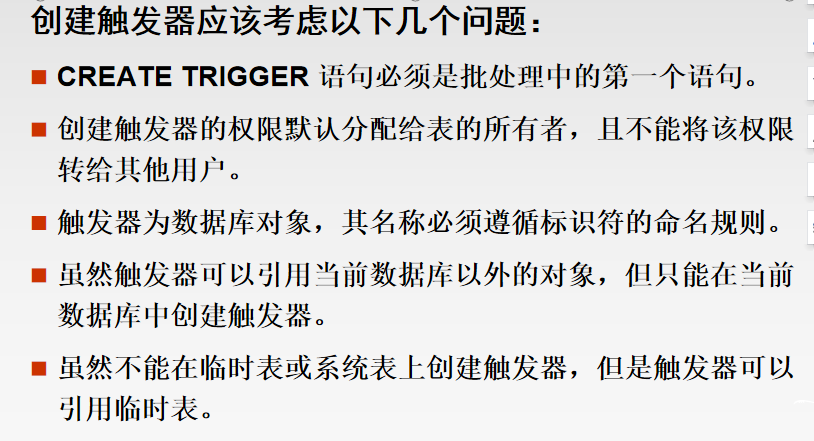 创建触发器应该考虑以下几个问题：
CREATE TRIGGER 语句必须是批处理中的第一个语句。
创建触发器的权限默认分配给表的所有者，且不能将该权限
转给其他用户。
触发器为数据库对象，其名称必须遵循标识符的命名规则。
虽然触发器可以引用当前数据库以外的对象，但只能在当前
数据库中创建触发器。
虽然不能在临时表或系统表上创建触发器，但是触发器可以
引用临时表。